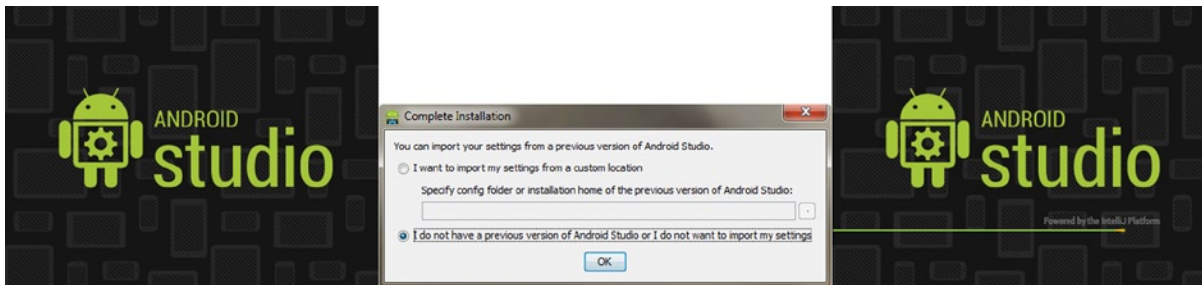 ANDROID
studio
Complete Installation
You can import your settings from a previous version of Android Studio.
I want to import my settings from a custom location
Specify config folder or installation home of the previous version of Android Studio:
I do not have a previous version of Android Studio or I do not want to import my settings
OK
ANDROID
studio
Powered by the IntelliJ Platform